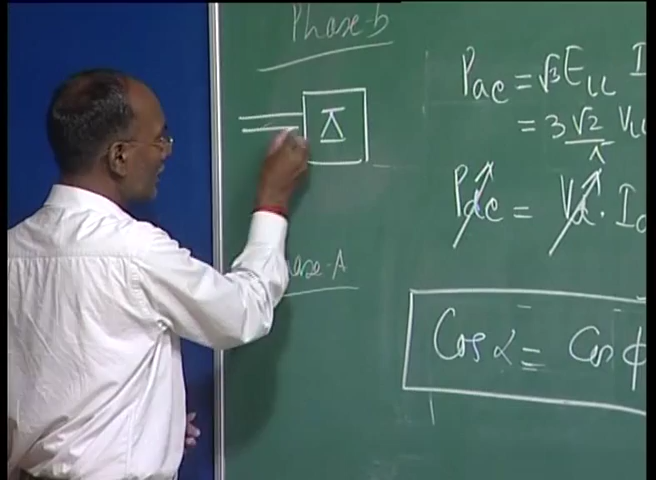 Phase-b
Pac = √3 ELL I
= 3√2/π VLL
Pdc = Vd · Id
ase-A
Cos α = Cos φ